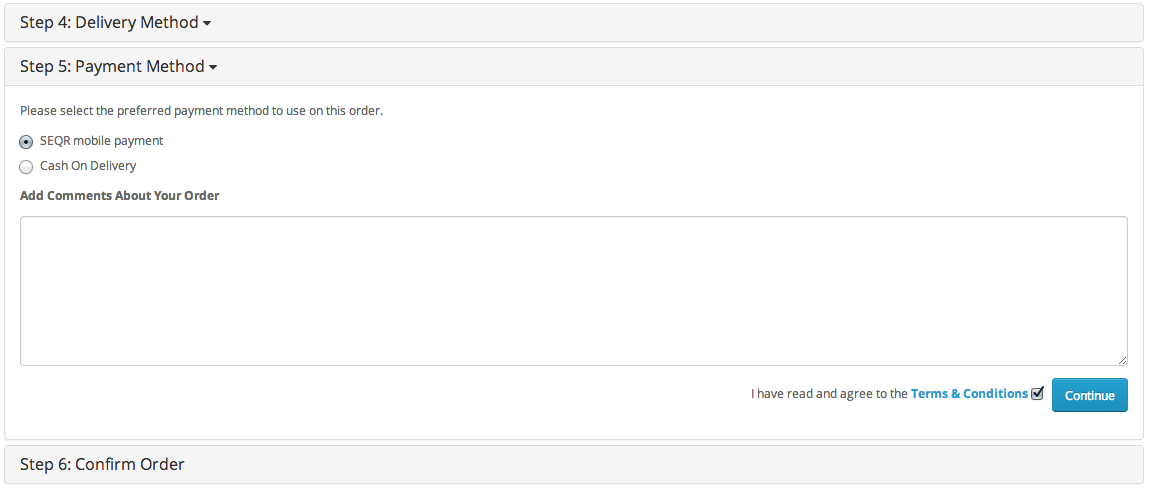 Step 4: Delivery Method
Step 5: Payment Method
Please select the preferred payment method to use on this order.
SEQR mobile payment
Cash On Delivery
Add Comments About Your Order
I have read and agree to the Terms & Conditions
Continue
Step 6: Confirm Order